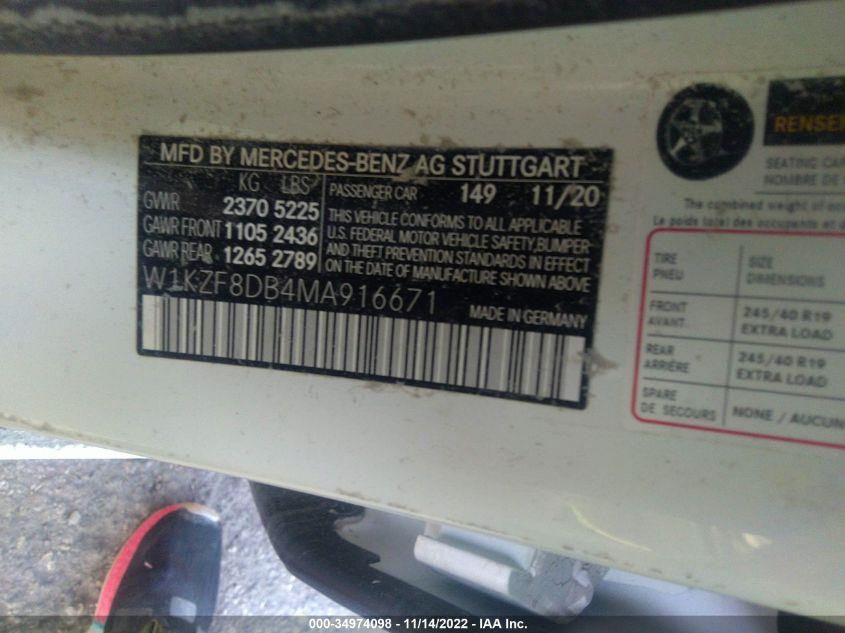 MFD BY MERCEDES-BENZ AG STUTTGART
KG LBS
GVWR 2370 5225
GAWR FRONT 1105 2436
GAWR REAR 1265 2789
PASSENGER CAR 149 11/20
THIS VEHICLE CONFORMS TO ALL APPLICABLE
U.S. FEDERAL MOTOR VEHICLE SAFETY, BUMPER
AND THEFT PREVENTION STANDARDS IN EFFECT
ON THE DATE OF MANUFACTURE SHOWN ABOVE
W1KZF8DB4MA916671
MADE IN GERMANY
SEATING
NOMBRE DE
The combined weight of
Le poids total des occupants et
TIRE SIZE
PNEU DIMENSIONS
FRONT 245/40 R19
AVANT EXTRA LOAD
REAR 245/40 R19
ARRIÈRE EXTRA LOAD
SPARE
DE SECOURS NONE /
000-34974098 - 11/14/2022 - IAA Inc.